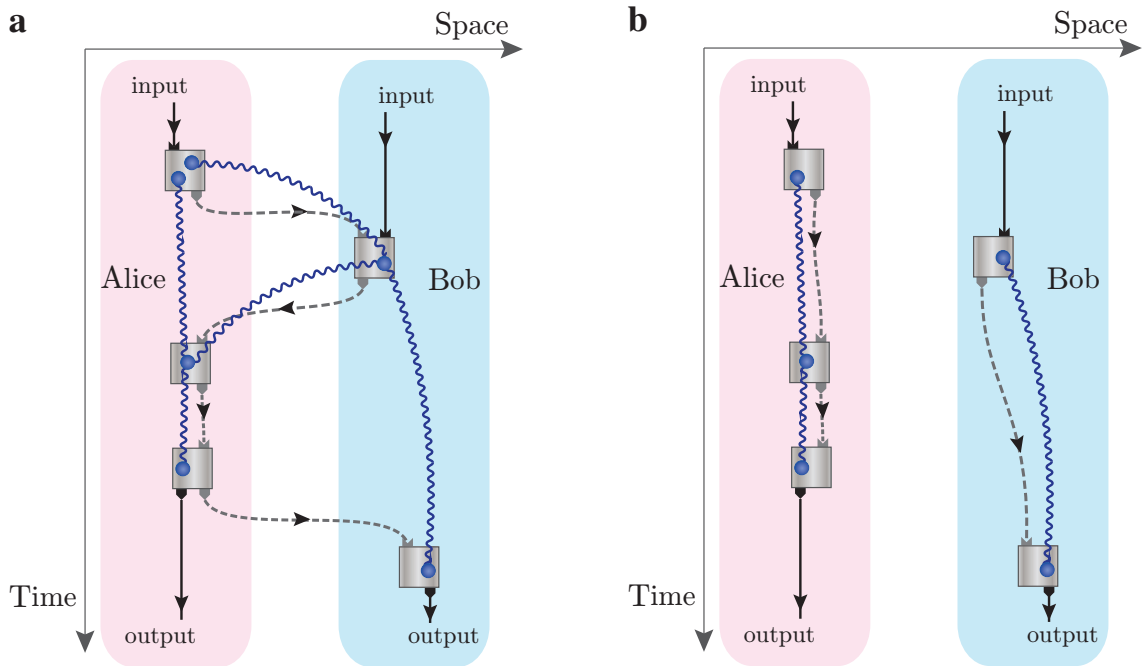 a
Space
input
input
Alice
Bob
Time
output
output
b
Space
input
input
Alice
Bob
Time
output
output